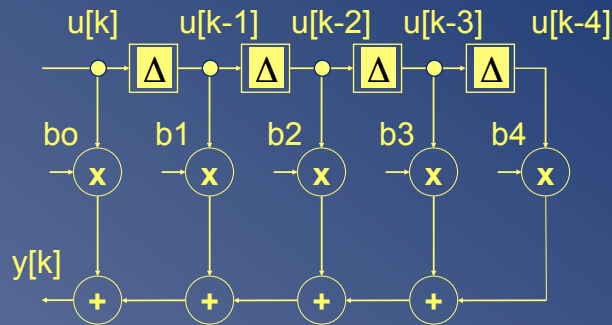 u[k] u[k-1] u[k-2] u[k-3] u[k-4]
Δ Δ Δ Δ
bo b1 b2 b3 b4
x x x x x
y[k]
+ + + +